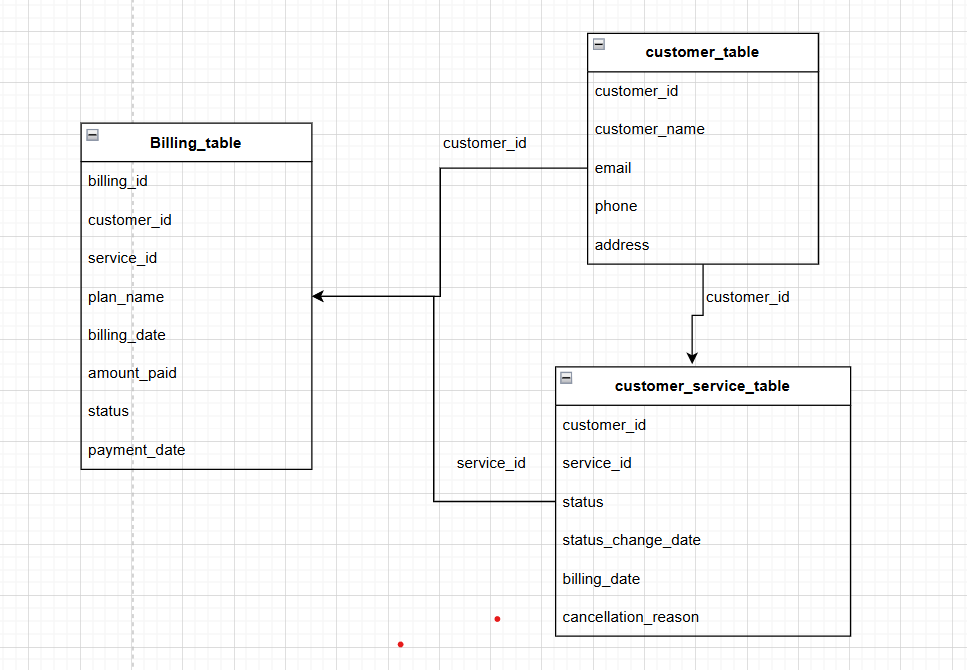 customer_table
customer_id
customer_name
email
phone
address
Billing_table
billing_id
customer_id
service_id
plan_name
billing_date
amount_paid
status
payment_date
customer_id
customer_id
service_id
customer_service_table
customer_id
service_id
status
status_change_date
billing_date
cancellation_reason